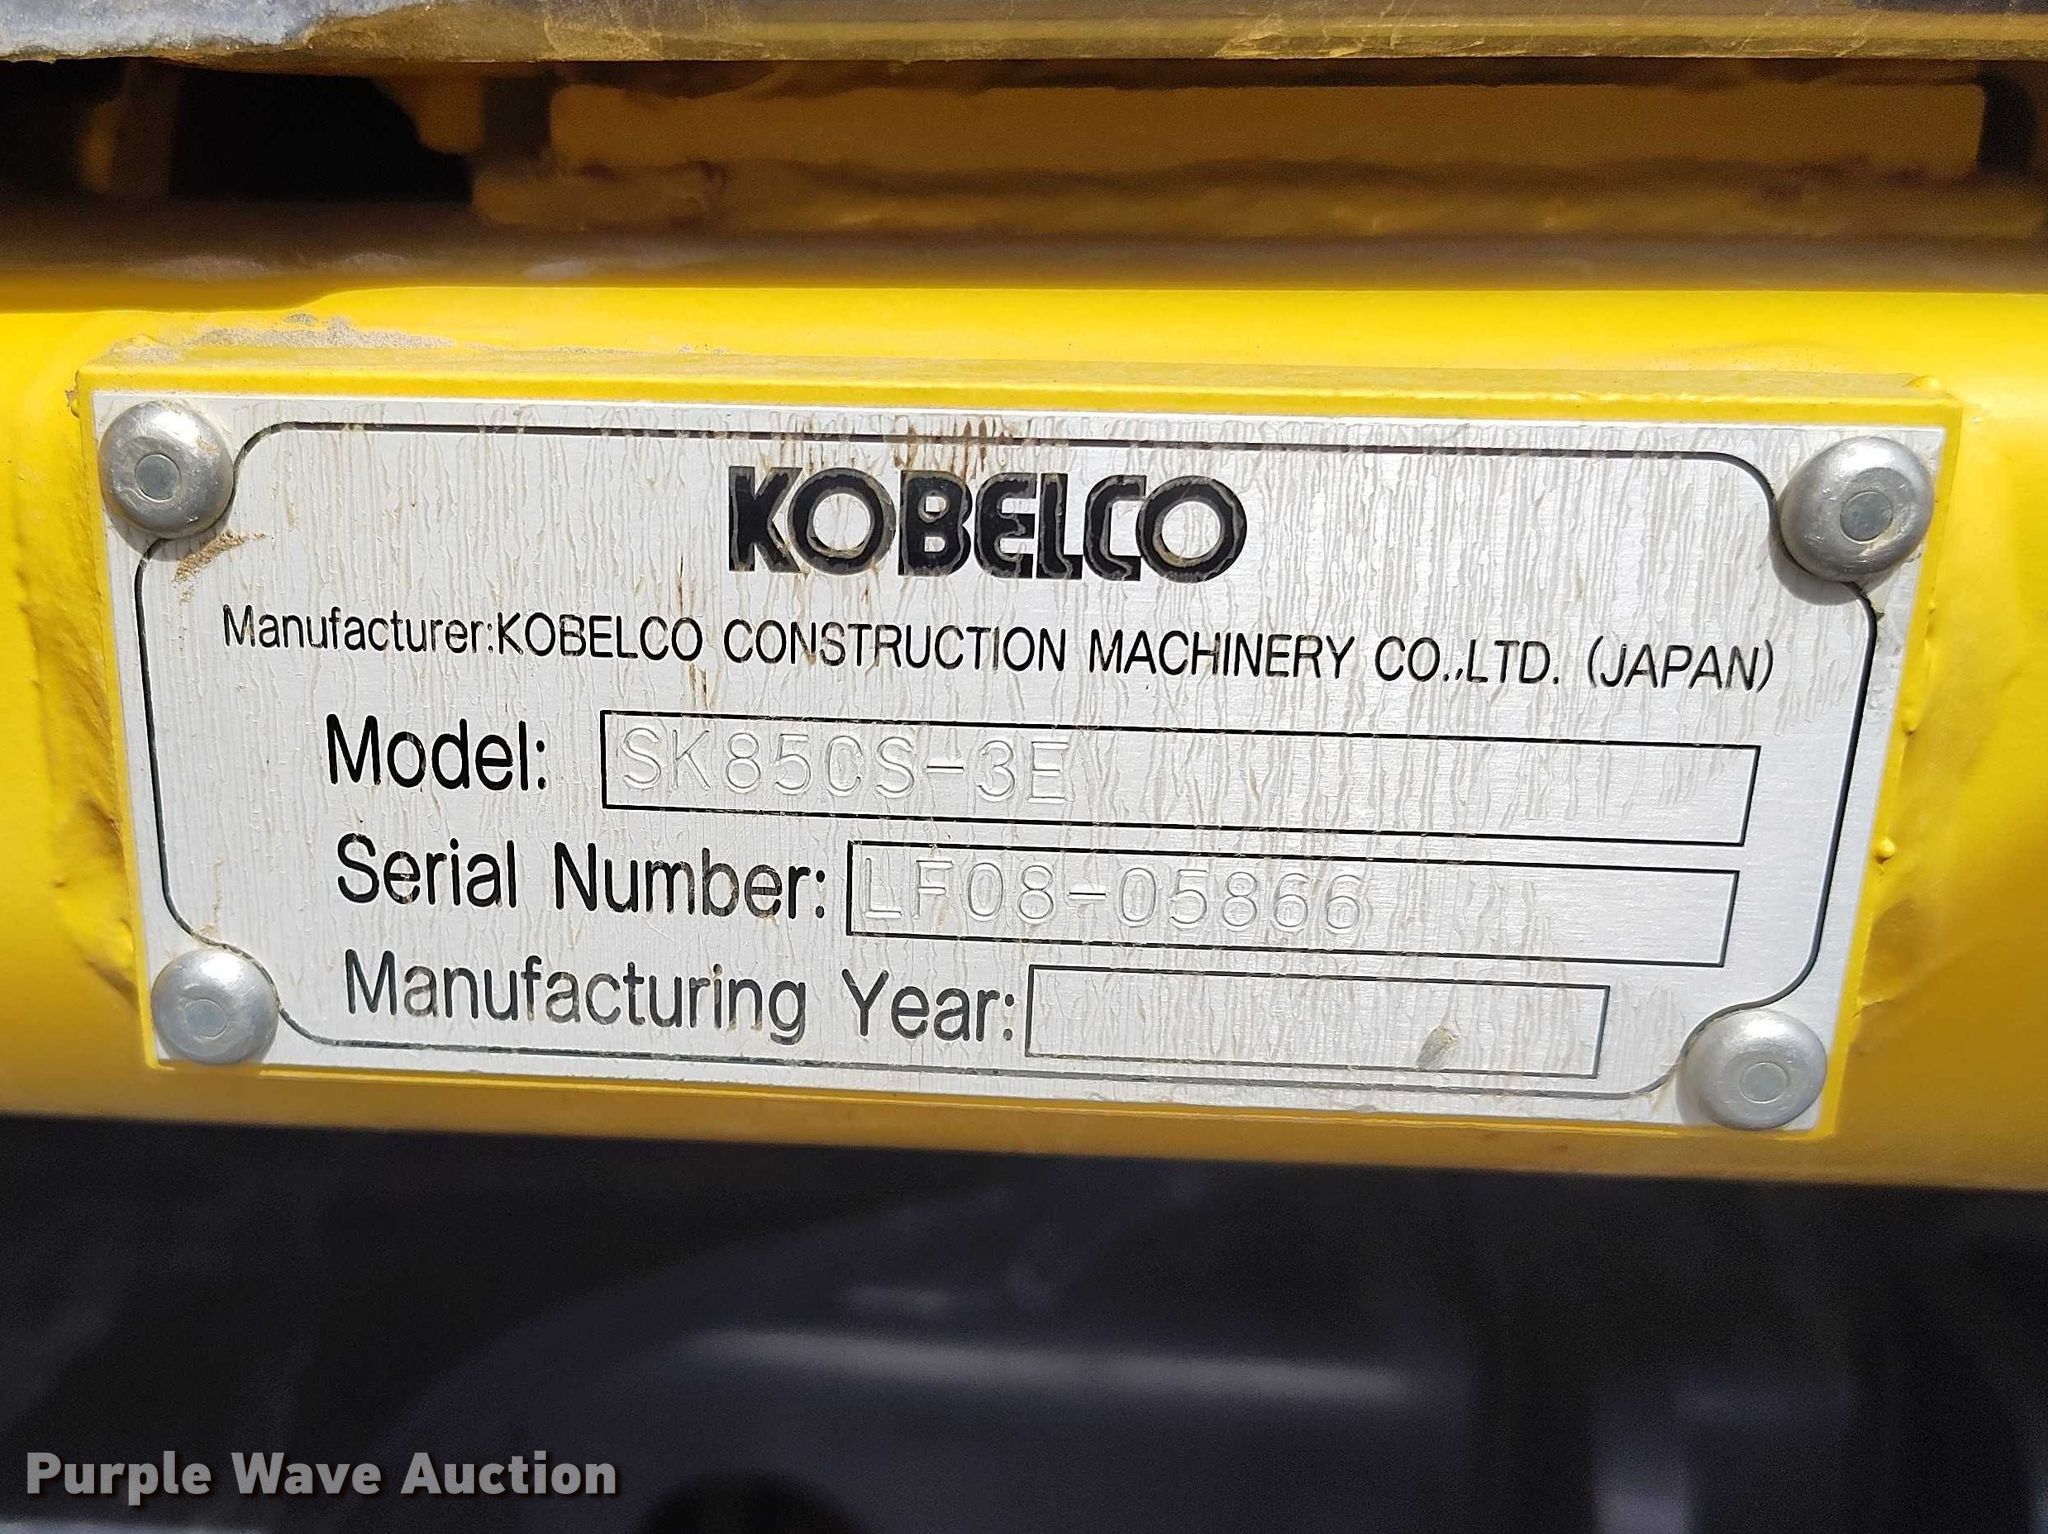 KOBELCO
Manufacturer:KOBELCO CONSTRUCTION MACHINERY CO.,LTD. (JAPAN)
Model: SK85CS-3E
Serial Number: LF08-05866
Manufacturing Year:
Purple Wave Auction